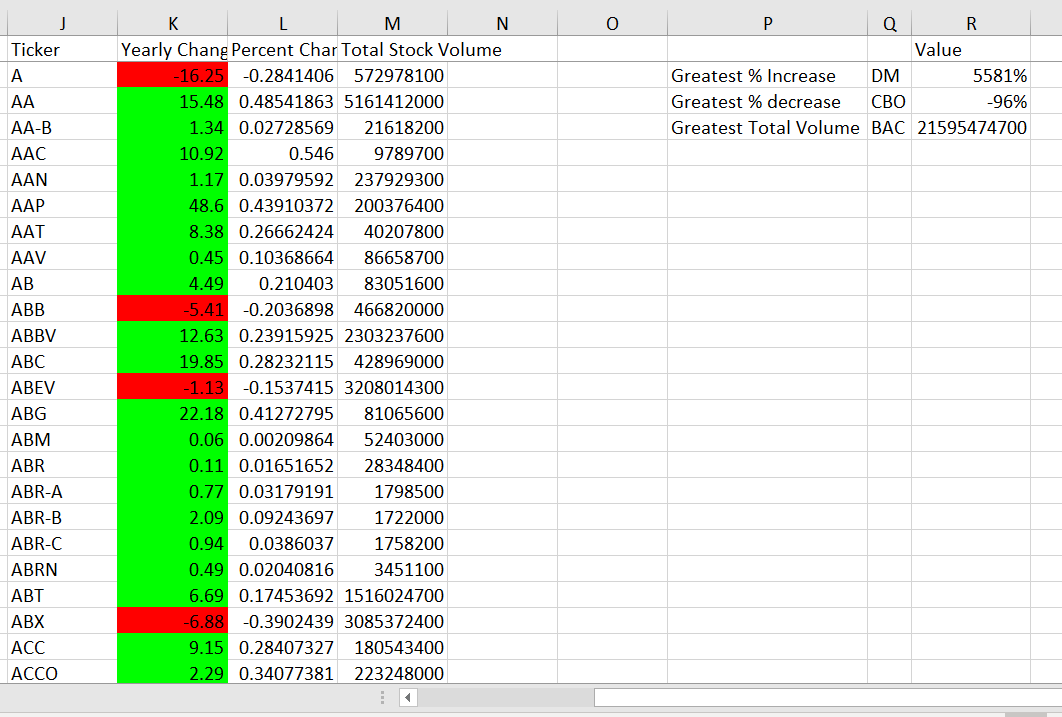 J K L M N O P Q R
Ticker Yearly Chang Percent Chan Total Stock Volume Value
A -16.25 -0.2841406 572978100 Greatest % Increase DM 5581%
AA 15.48 0.48541863 5161412000 Greatest % decrease CBO -96%
AA-B 1.34 0.02728569 21618200 Greatest Total Volume BAC 21595474700
AAC 10.92 0.546 9789700
AAN 1.17 0.03979592 237929300
AAP 48.6 0.43910372 200376400
AAT 8.38 0.26662424 40207800
AAV 0.45 0.10368664 86658700
AB 4.49 0.210403 83051600
ABB -5.41 -0.2036898 466820000
ABBV 12.63 0.23915925 2303237600
ABC 19.85 0.28232115 428969000
ABEV -1.13 -0.1537415 3208014300
ABG 22.18 0.41272795 81065600
ABM 0.06 0.00209864 52403000
ABR 0.11 0.01651652 28348400
ABR-A 0.77 0.03179191 1798500
ABR-B 2.09 0.09243697 1722000
ABR-C 0.94 0.0386037 1758200
ABRN 0.49 0.02040816 3451100
ABT 6.69 0.17453692 1516024700
ABX -6.88 -0.3902439 3085372400
ACC 9.15 0.28407327 180543400
ACCO 2.29 0.34077381 223248000